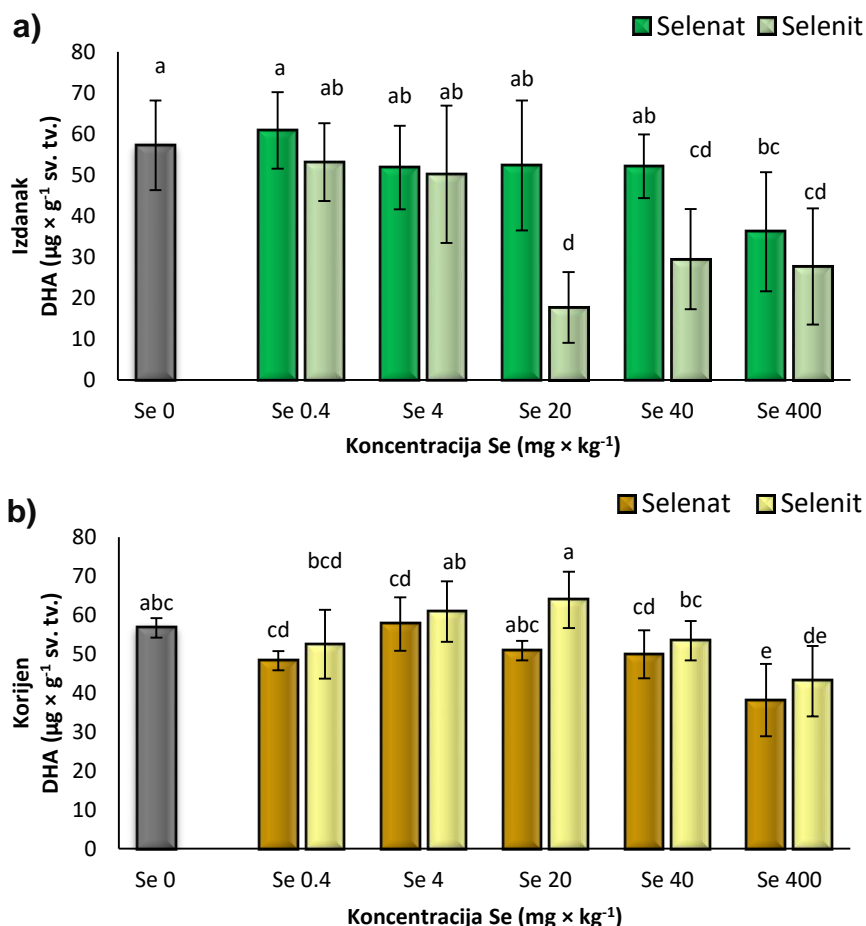 a)
Selenat Selenit
Izdanak
DHA (µg × g⁻¹ sv. tv.)
80
70
60
50
40
30
20
10
0
a a ab ab ab ab d ab cd bc cd
Se 0 Se 0.4 Se 4 Se 20 Se 40 Se 400
Koncentracija Se (mg × kg⁻¹)
b)
Selenat Selenit
Korijen
DHA (µg × g⁻¹ sv. tv.)
80
70
60
50
40
30
20
10
0
abc cd bcd cd ab abc a cd bc e de
Se 0 Se 0.4 Se 4 Se 20 Se 40 Se 400
Koncentracija Se (mg × kg⁻¹)